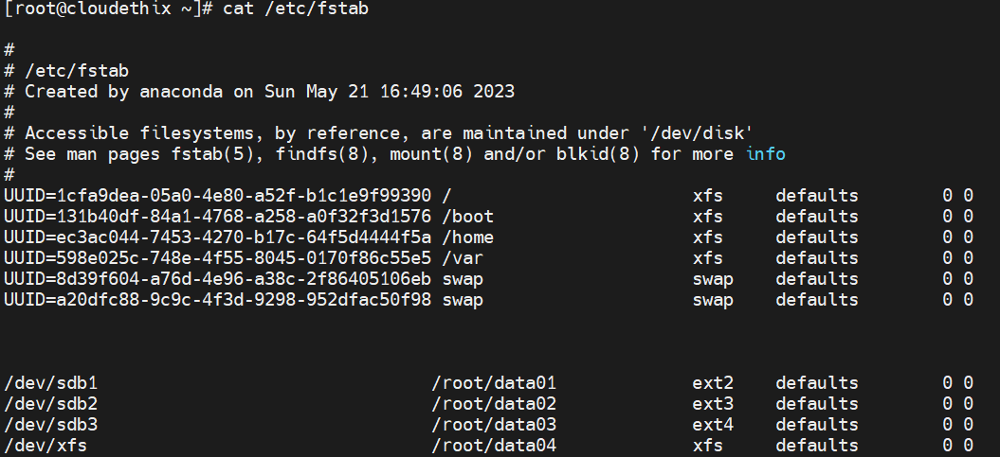 [root@cloudethix ~]# cat /etc/fstab
#
# /etc/fstab
# Created by anaconda on Sun May 21 16:49:06 2023
#
# Accessible filesystems, by reference, are maintained under '/dev/disk'
# See man pages fstab(5), findfs(8), mount(8) and/or blkid(8) for more info
#
UUID=1cfa9dea-05a0-4e80-a52f-b1c1e9f99390 / xfs defaults 0 0
UUID=131b40df-84a1-4768-a258-a0f32f3d1576 /boot xfs defaults 0 0
UUID=ec3ac044-7453-4270-b17c-64f5d4444f5a /home xfs defaults 0 0
UUID=598e025c-748e-4f55-8045-0170f86c55e5 /var xfs defaults 0 0
UUID=8d39f604-a76d-4e96-a38c-2f86405106eb swap swap defaults 0 0
UUID=a20dfc88-9c9c-4f3d-9298-952dfac50f98 swap swap defaults 0 0
/dev/sdb1 /root/data01 ext2 defaults 0 0
/dev/sdb2 /root/data02 ext3 defaults 0 0
/dev/sdb3 /root/data03 ext4 defaults 0 0
/dev/xfs /root/data04 xfs defaults 0 0